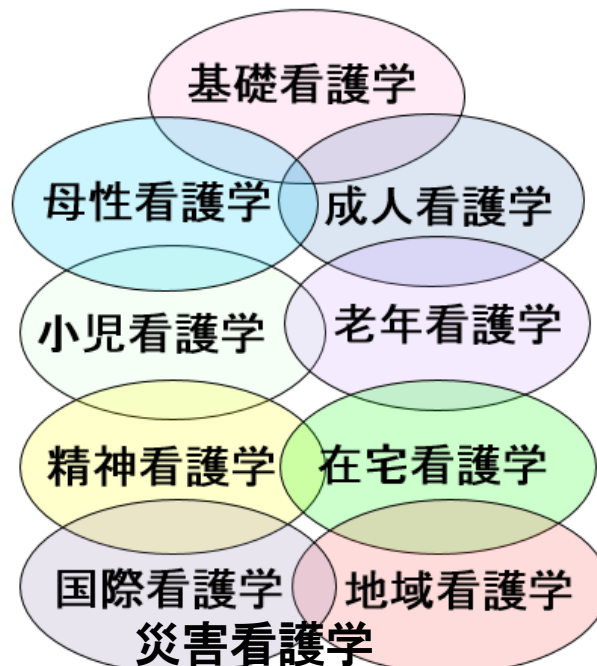 基礎看護学
母性看護学
成人看護学
小児看護学
老年看護学
精神看護学
在宅看護学
国際看護学
地域看護学
災害看護学